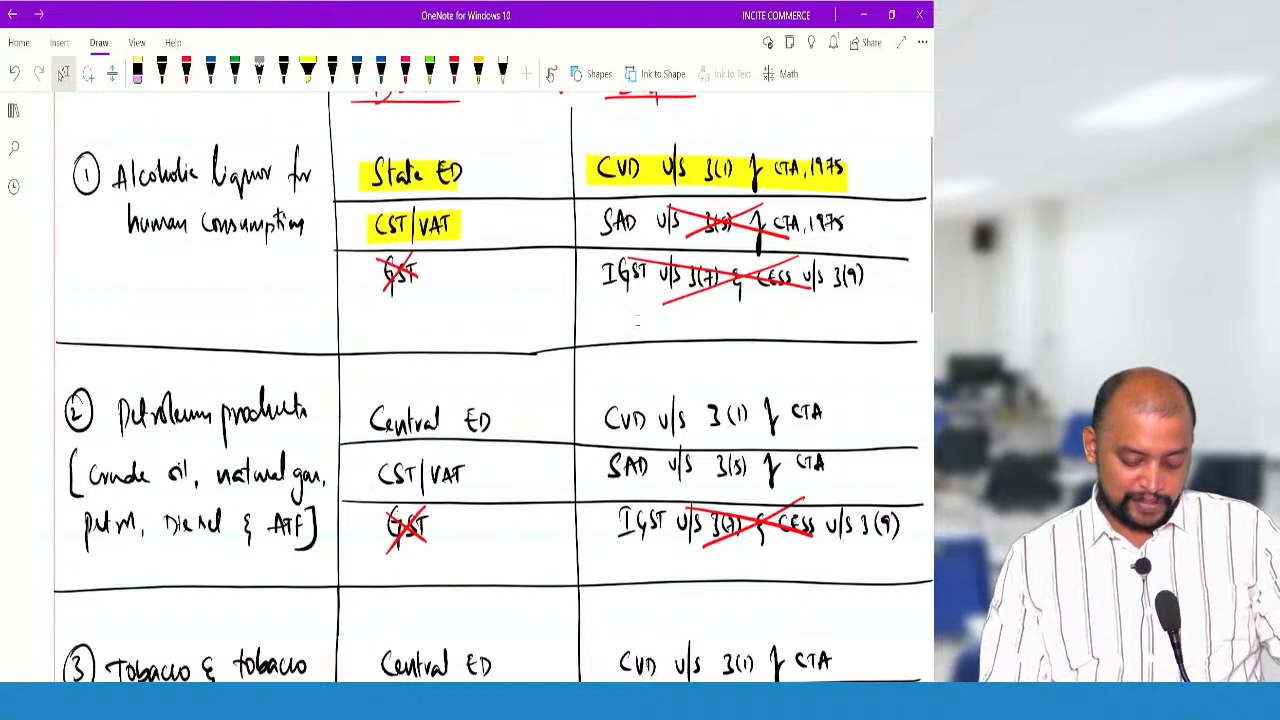 OneNote for Windows 10
INCITE COMMERCE
Home Insert Draw View Help
Share
Shapes Ink to Shape Ink to Text Math
① Alcoholic liquor for
human consumption
State ED
CVD u/s 3(1) of CTA, 1975
CST/VAT
SAD u/s 3(5) of CTA, 1975
GST
IGST u/s 3(7) & CESS u/s 3(9)
② Petroleum products
[Crude oil, natural gas,
petrol, Diesel & ATF]
Central ED
CVD u/s 3(1) of CTA
CST/VAT
SAD u/s 3(5) of CTA
GST
IGST u/s 3(7) & CESS u/s 3(9)
③ Tobacco & tobacco
Central ED
CVD u/s 3(1) of CTA